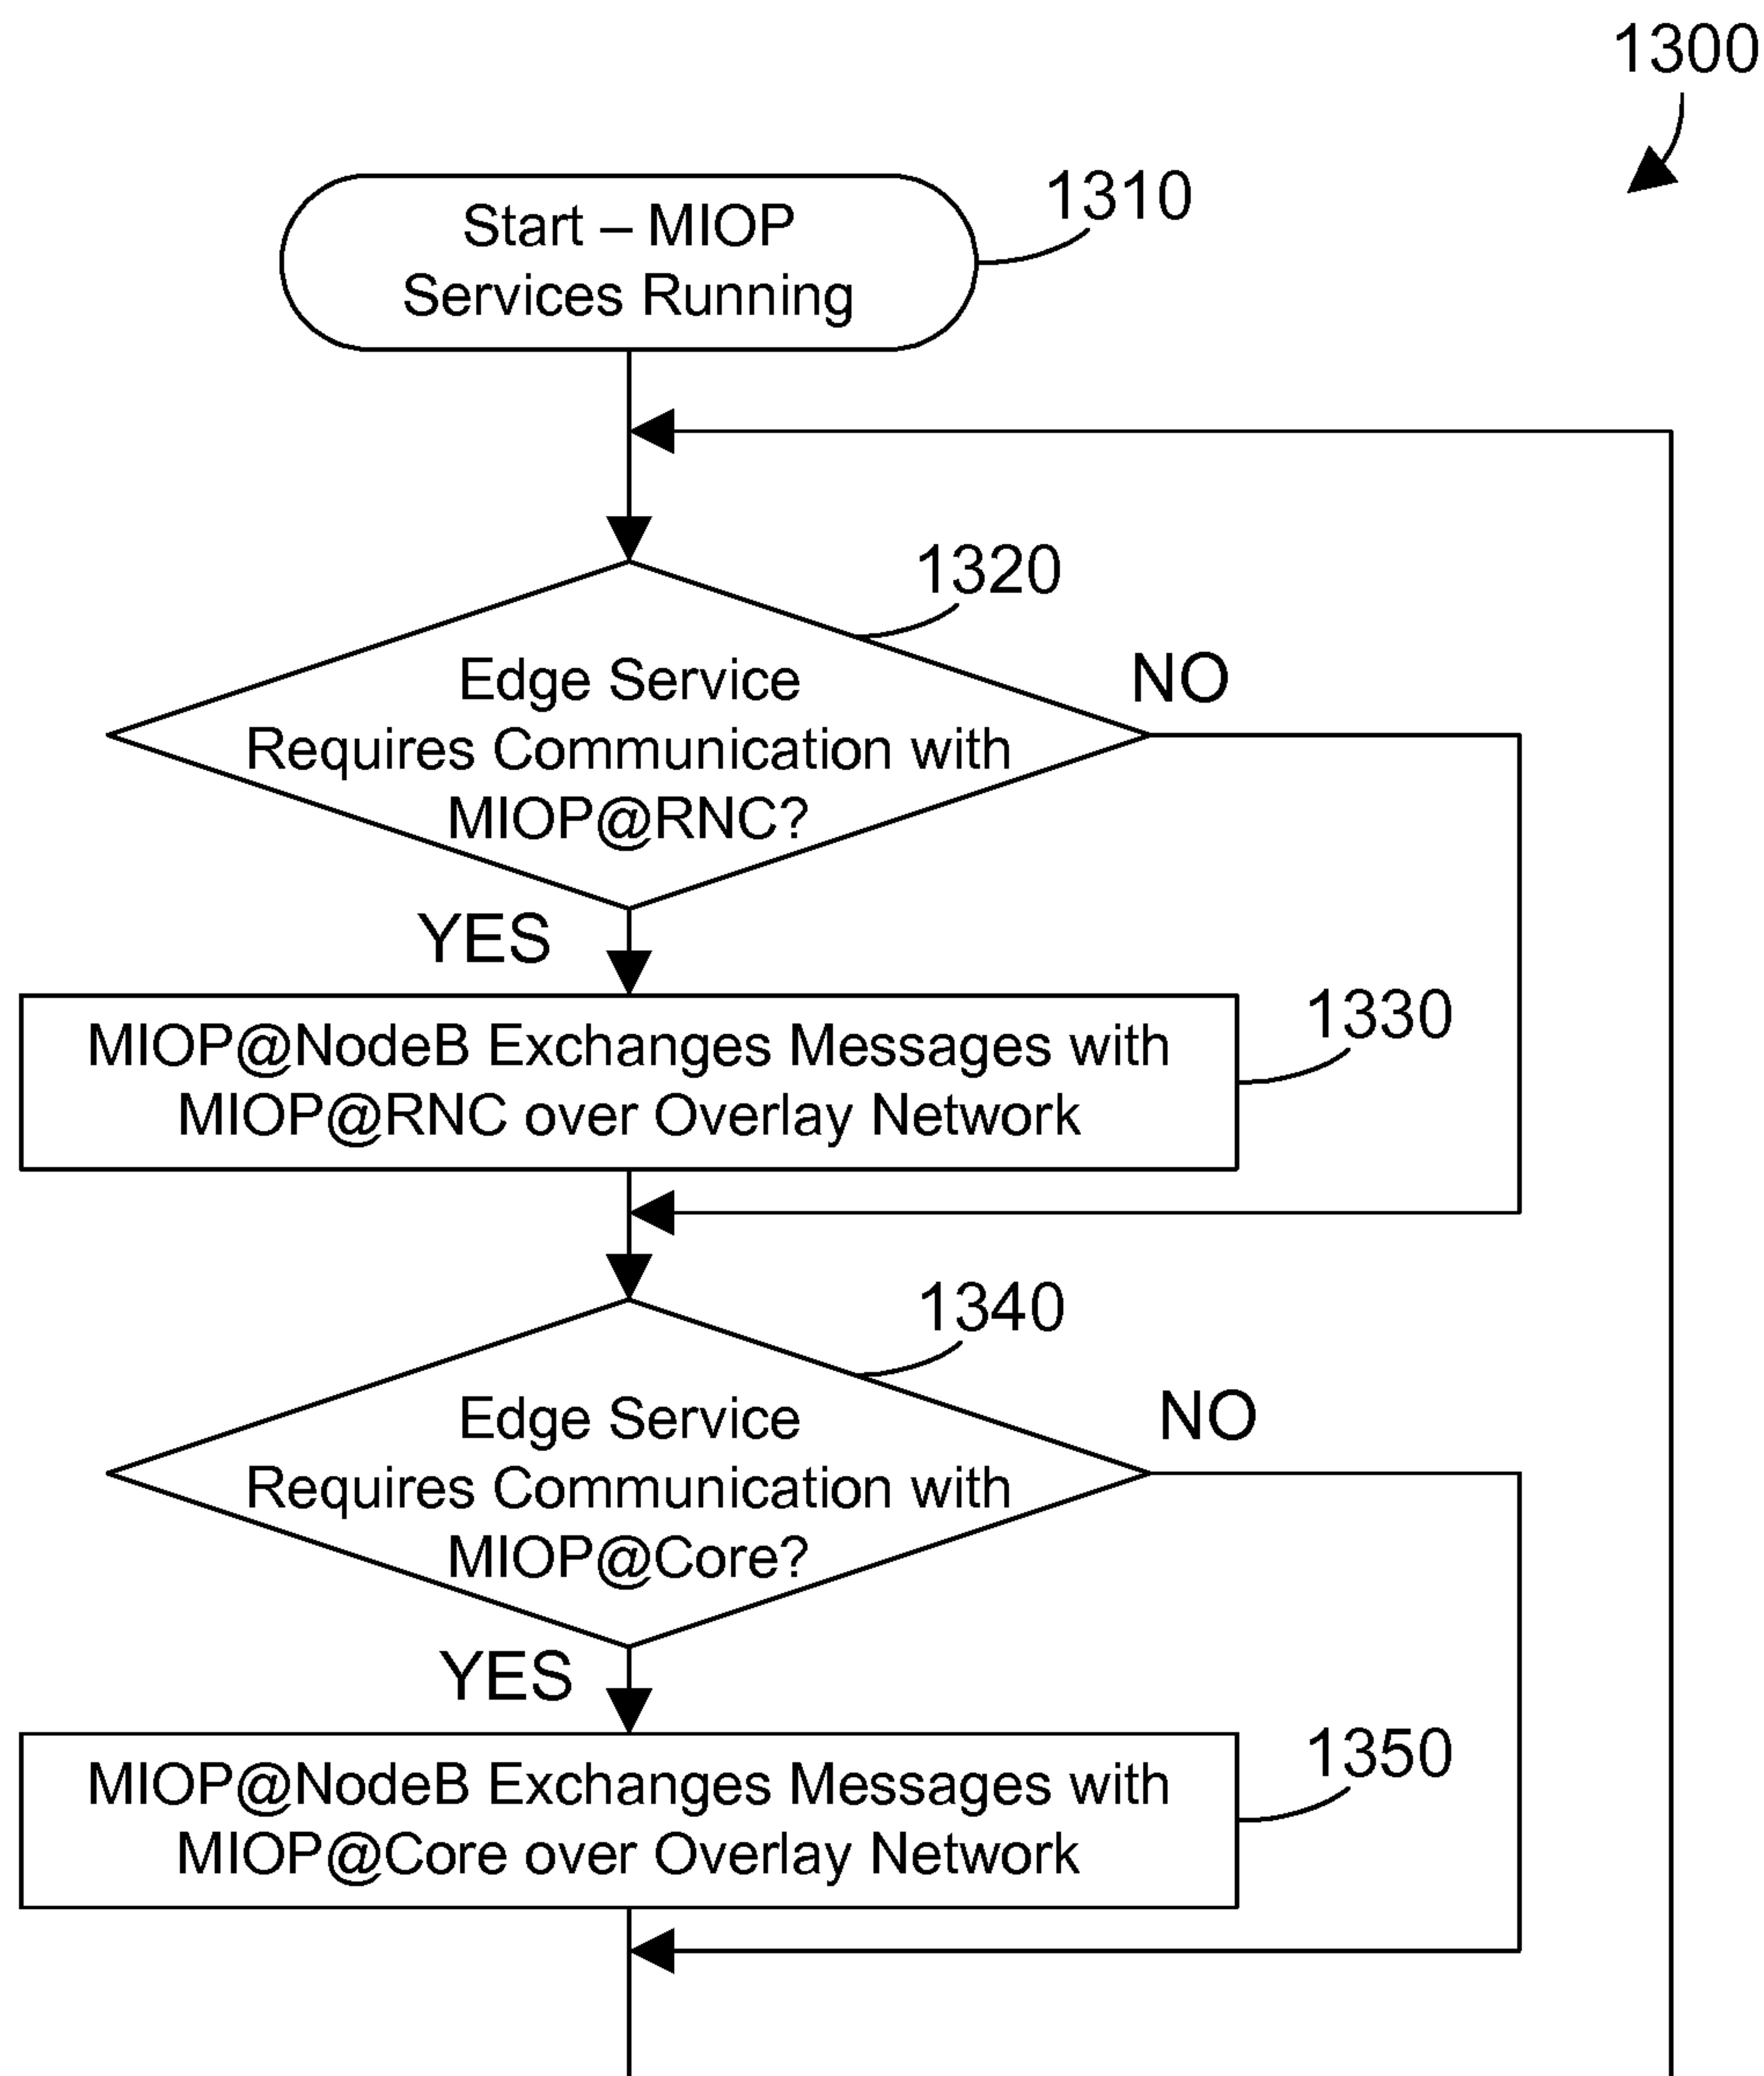 1300
Start – MIOP
Services Running
1310
1320
Edge Service
Requires Communication with
MIOP@RNC?
NO
YES
MIOP@NodeB Exchanges Messages with
MIOP@RNC over Overlay Network
1330
1340
Edge Service
Requires Communication with
MIOP@Core?
NO
YES
MIOP@NodeB Exchanges Messages with
MIOP@Core over Overlay Network
1350